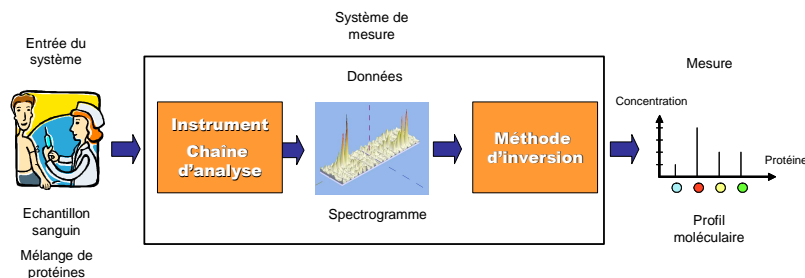 Entrée du
système
Echantillon
sanguin
Mélange de
protéines
Système de
mesure
Instrument
Chaîne
d'analyse
Données
Spectrogramme
Méthode
d'inversion
Mesure
Concentration
Protéine
Profil
moléculaire